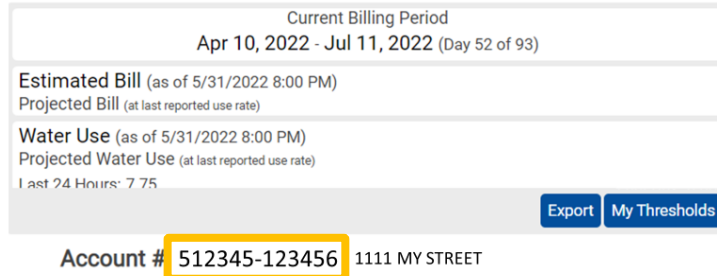 Current Billing Period
Apr 10, 2022 - Jul 11, 2022 (Day 52 of 93)
Estimated Bill (as of 5/31/2022 8:00 PM)
Projected Bill (at last reported use rate)
Water Use (as of 5/31/2022 8:00 PM)
Projected Water Use (at last reported use rate)
Last 24 Hours: 7.75
Export My Thresholds
Account # 512345-123456 1111 MY STREET